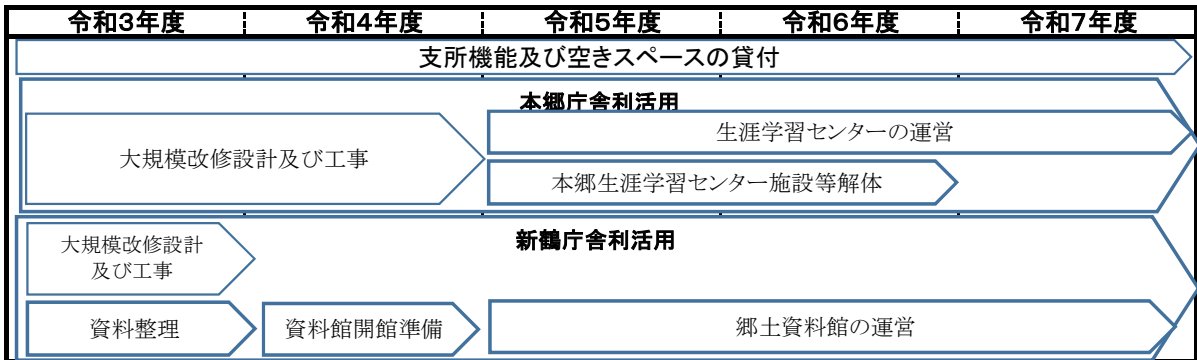 令和3年度 令和4年度 令和5年度 令和6年度 令和7年度
支所機能及び空きスペースの貸付
本郷庁舎利活用
大規模改修設計及び工事
生涯学習センターの運営
本郷生涯学習センター施設等解体
新鶴庁舎利活用
大規模改修設計
及び工事
資料整理
資料館開館準備
郷土資料館の運営